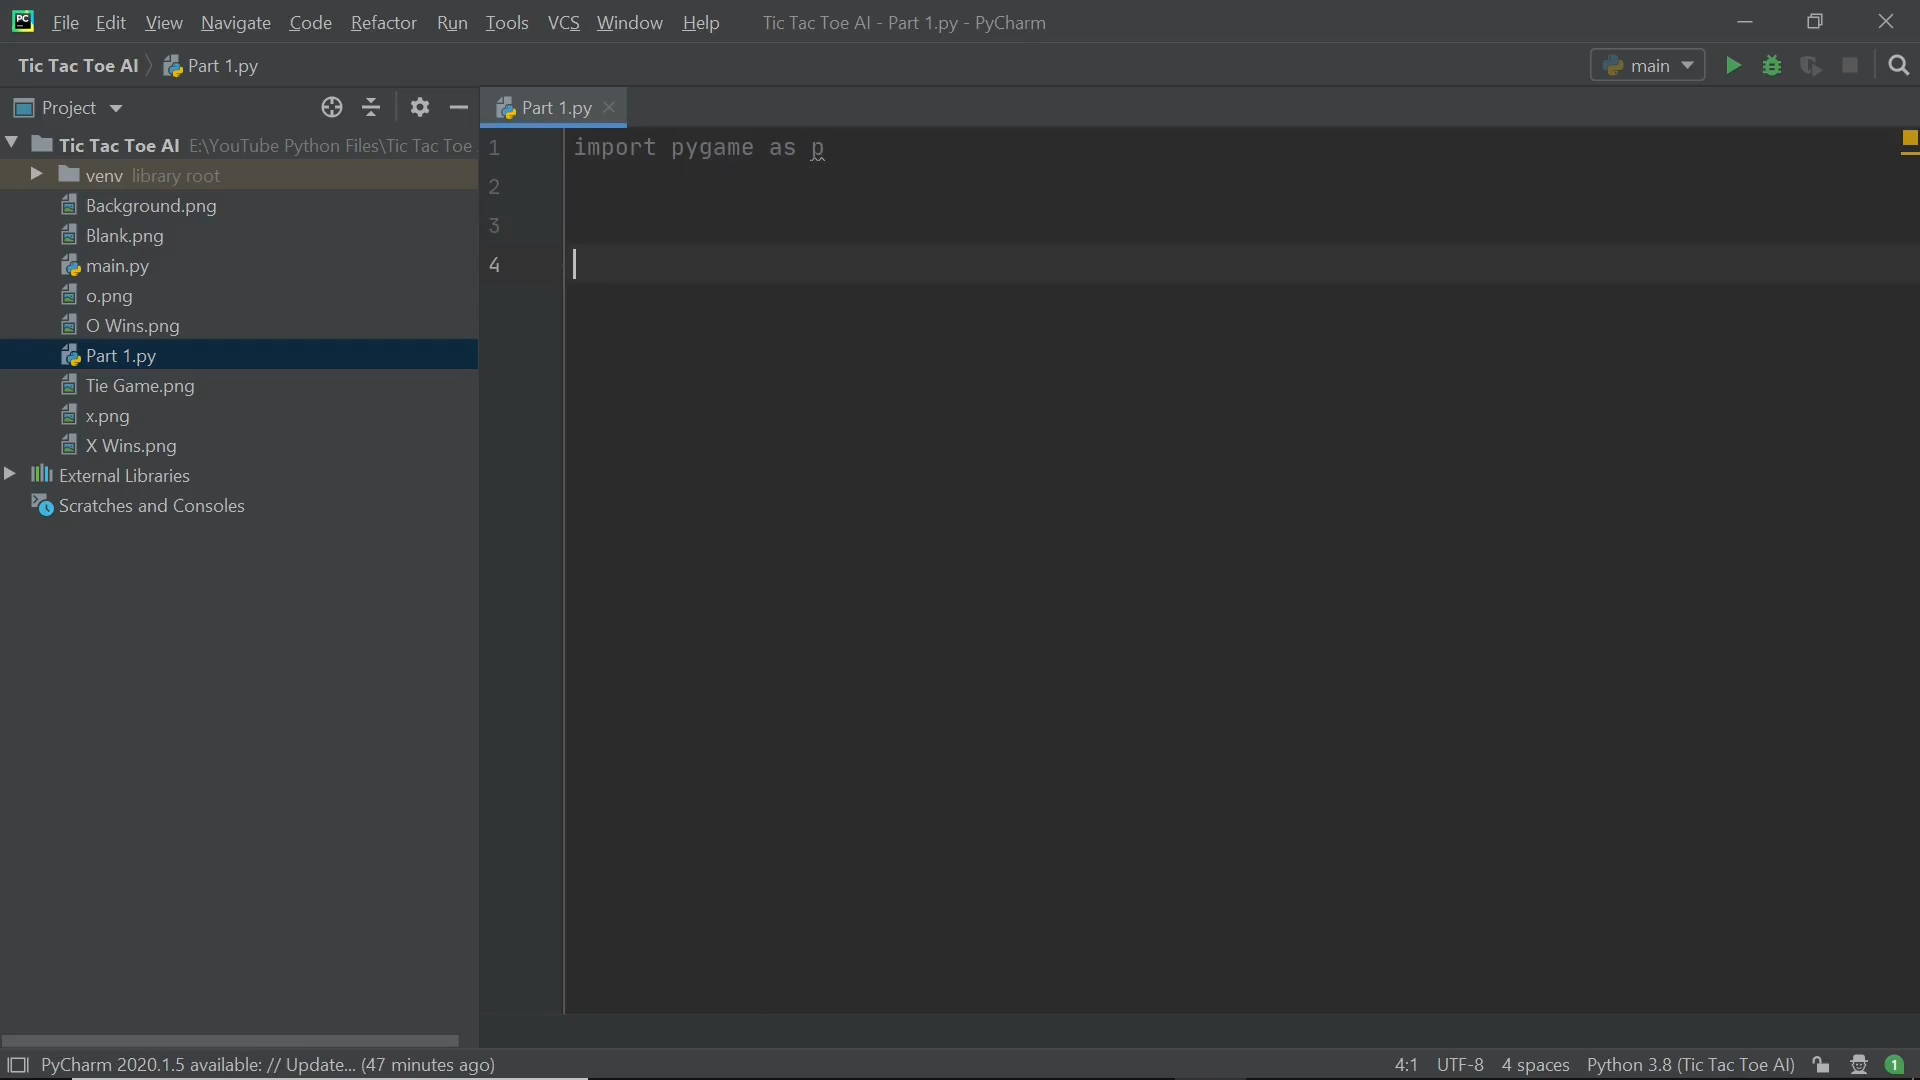 PC File Edit View Navigate Code Refactor Run Tools VCS Window Help Tic Tac Toe AI - Part 1.py - PyCharm
Tic Tac Toe AI Part 1.py main
Project Part 1.py
Tic Tac Toe AI E:\YouTube Python Files\Tic Tac Toe
venv library root
Background.png
Blank.png
main.py
o.png
O Wins.png
Part 1.py
Tie Game.png
x.png
X Wins.png
External Libraries
Scratches and Consoles
1 import pygame as p
2
3
4
PyCharm 2020.1.5 available: // Update... (47 minutes ago) 4:1 UTF-8 4 spaces Python 3.8 (Tic Tac Toe AI) 1